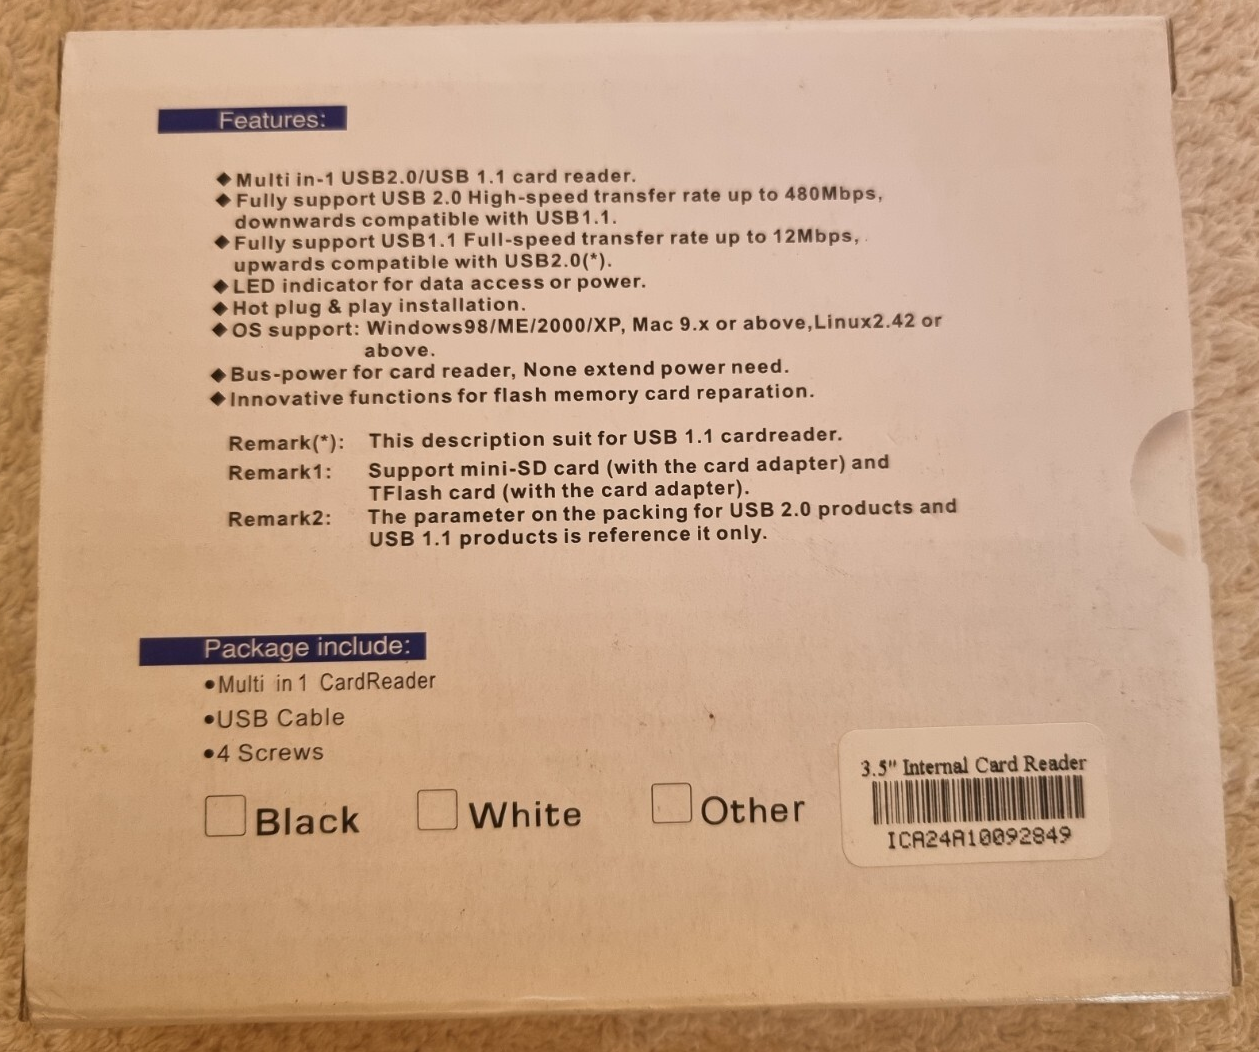 Features:
◆Multi in-1 USB2.0/USB 1.1 card reader.
◆Fully support USB 2.0 High-speed transfer rate up to 480Mbps,
downwards compatible with USB1.1.
◆Fully support USB1.1 Full-speed transfer rate up to 12Mbps,
upwards compatible with USB2.0(*).
◆LED indicator for data access or power.
◆Hot plug & play installation.
◆OS support: Windows98/ME/2000/XP, Mac 9.x or above,Linux2.42 or
above.
◆Bus-power for card reader, None extend power need.
◆Innovative functions for flash memory card reparation.
Remark(*): This description suit for USB 1.1 cardreader.
Remark1: Support mini-SD card (with the card adapter) and
TFlash card (with the card adapter).
Remark2: The parameter on the packing for USB 2.0 products and
USB 1.1 products is reference it only.
Package include:
●Multi in 1 CardReader
●USB Cable
●4 Screws
Black White Other
3.5" Internal Card Reader
ICA24A10092849